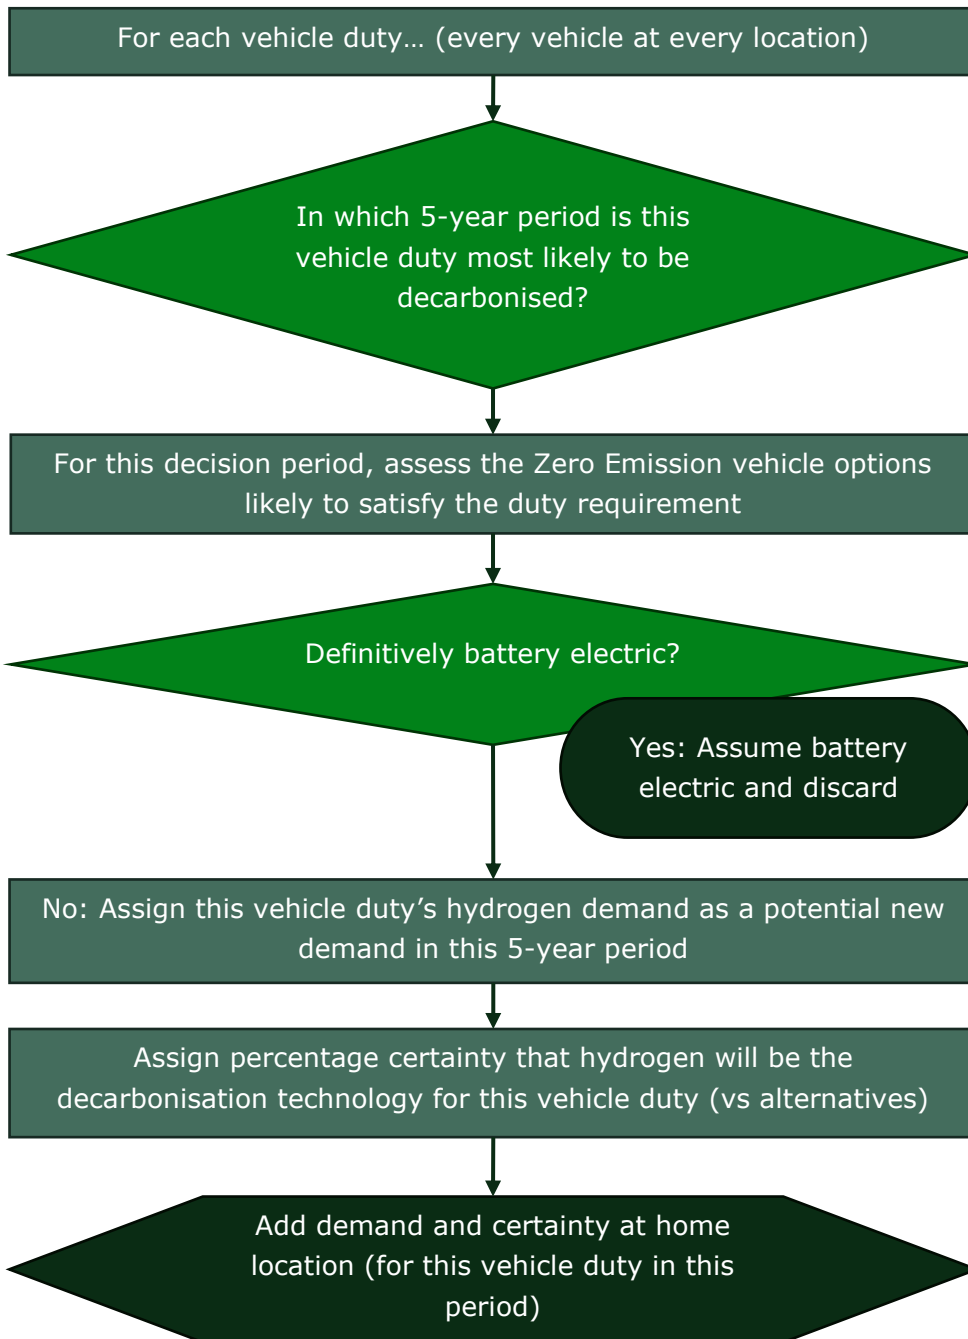 For each vehicle duty… (every vehicle at every location)
In which 5-year period is this
vehicle duty most likely to be
decarbonised?
For this decision period, assess the Zero Emission vehicle options
likely to satisfy the duty requirement
Definitively battery electric?
Yes: Assume battery
electric and discard
No: Assign this vehicle duty’s hydrogen demand as a potential new
demand in this 5-year period
Assign percentage certainty that hydrogen will be the
decarbonisation technology for this vehicle duty (vs alternatives)
Add demand and certainty at home
location (for this vehicle duty in this
period)